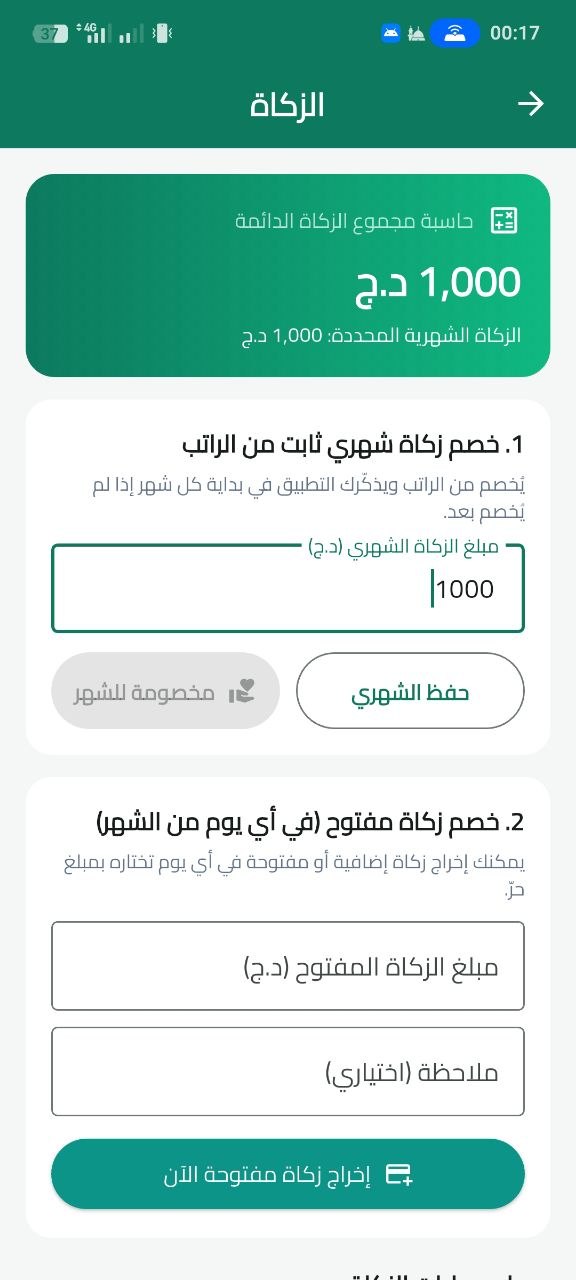 37 4G 00:17
الزكاة
حاسبة مجموع الزكاة الدائمة
1,000 د.ج
الزكاة الشهرية المحددة: 1,000 د.ج
1. خصم زكاة شهري ثابت من الراتب
يُخصم من الراتب ويذكّرك التطبيق في بداية كل شهر إذا لم
يُخصم بعد.
مبلغ الزكاة الشهري (د.ج)
1000
حفظ الشهري
مخصومة للشهر
2. خصم زكاة مفتوح (في أي يوم من الشهر)
يمكنك إخراج زكاة إضافية أو مفتوحة في أي يوم تختاره بمبلغ
حرّ.
مبلغ الزكاة المفتوح (د.ج)
ملاحظة (اختياري)
إخراج زكاة مفتوحة الآن